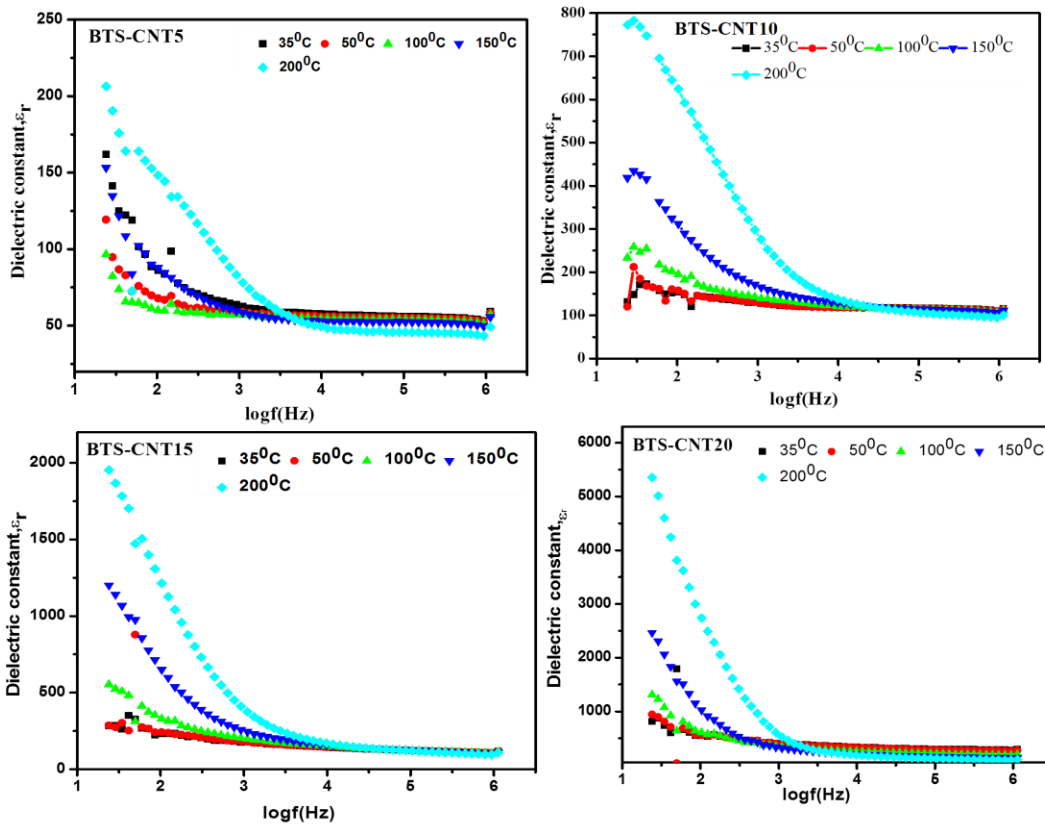 BTS-CNT5
35⁰C 50⁰C 100⁰C 150⁰C
200⁰C
Dielectric constant,εr
250
200
150
100
50
1 2 3 4 5 6
logf(Hz)
BTS-CNT10
35⁰C 50⁰C 100⁰C 150⁰C
200⁰C
Dielectric constant,εr
800
700
600
500
400
300
200
100
0
1 2 3 4 5 6
logf(Hz)
BTS-CNT15
35⁰C 50⁰C 100⁰C 150⁰C
200⁰C
Dielectric constant,εr
2000
1500
1000
500
0
1 2 3 4 5 6
logf(Hz)
BTS-CNT20
35⁰C 50⁰C 100⁰C 150⁰C
200⁰C
Dielectric constant,εr
6000
5000
4000
3000
2000
1000
1 2 3 4 5 6
logf(Hz)